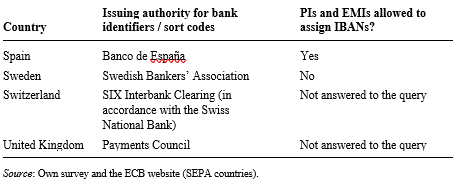 Country Issuing authority for bank identifiers / sort codes PIs and EMIs allowed to assign IBANs?
Spain Banco de España Yes
Sweden Swedish Bankers' Association No
Switzerland SIX Interbank Clearing (in Not answered to the query
accordance with the Swiss
National Bank)
United Kingdom Payments Council Not answered to the query
Source: Own survey and the ECB website (SEPA countries).